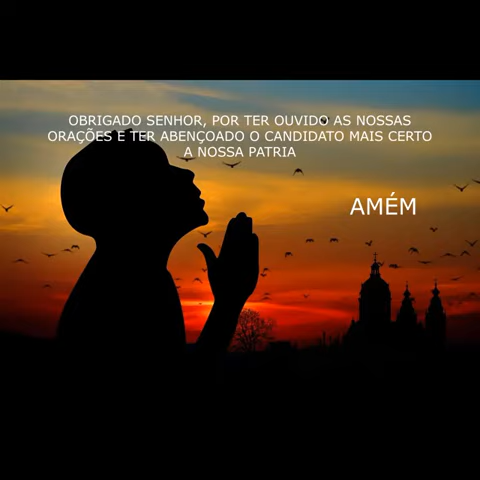 OBRIGADO SENHOR, POR TER OUVIDO AS NOSSAS
ORAÇÕES E TER ABENÇOADO O CANDIDATO MAIS CERTO
A NOSSA PATRIA
AMÉM